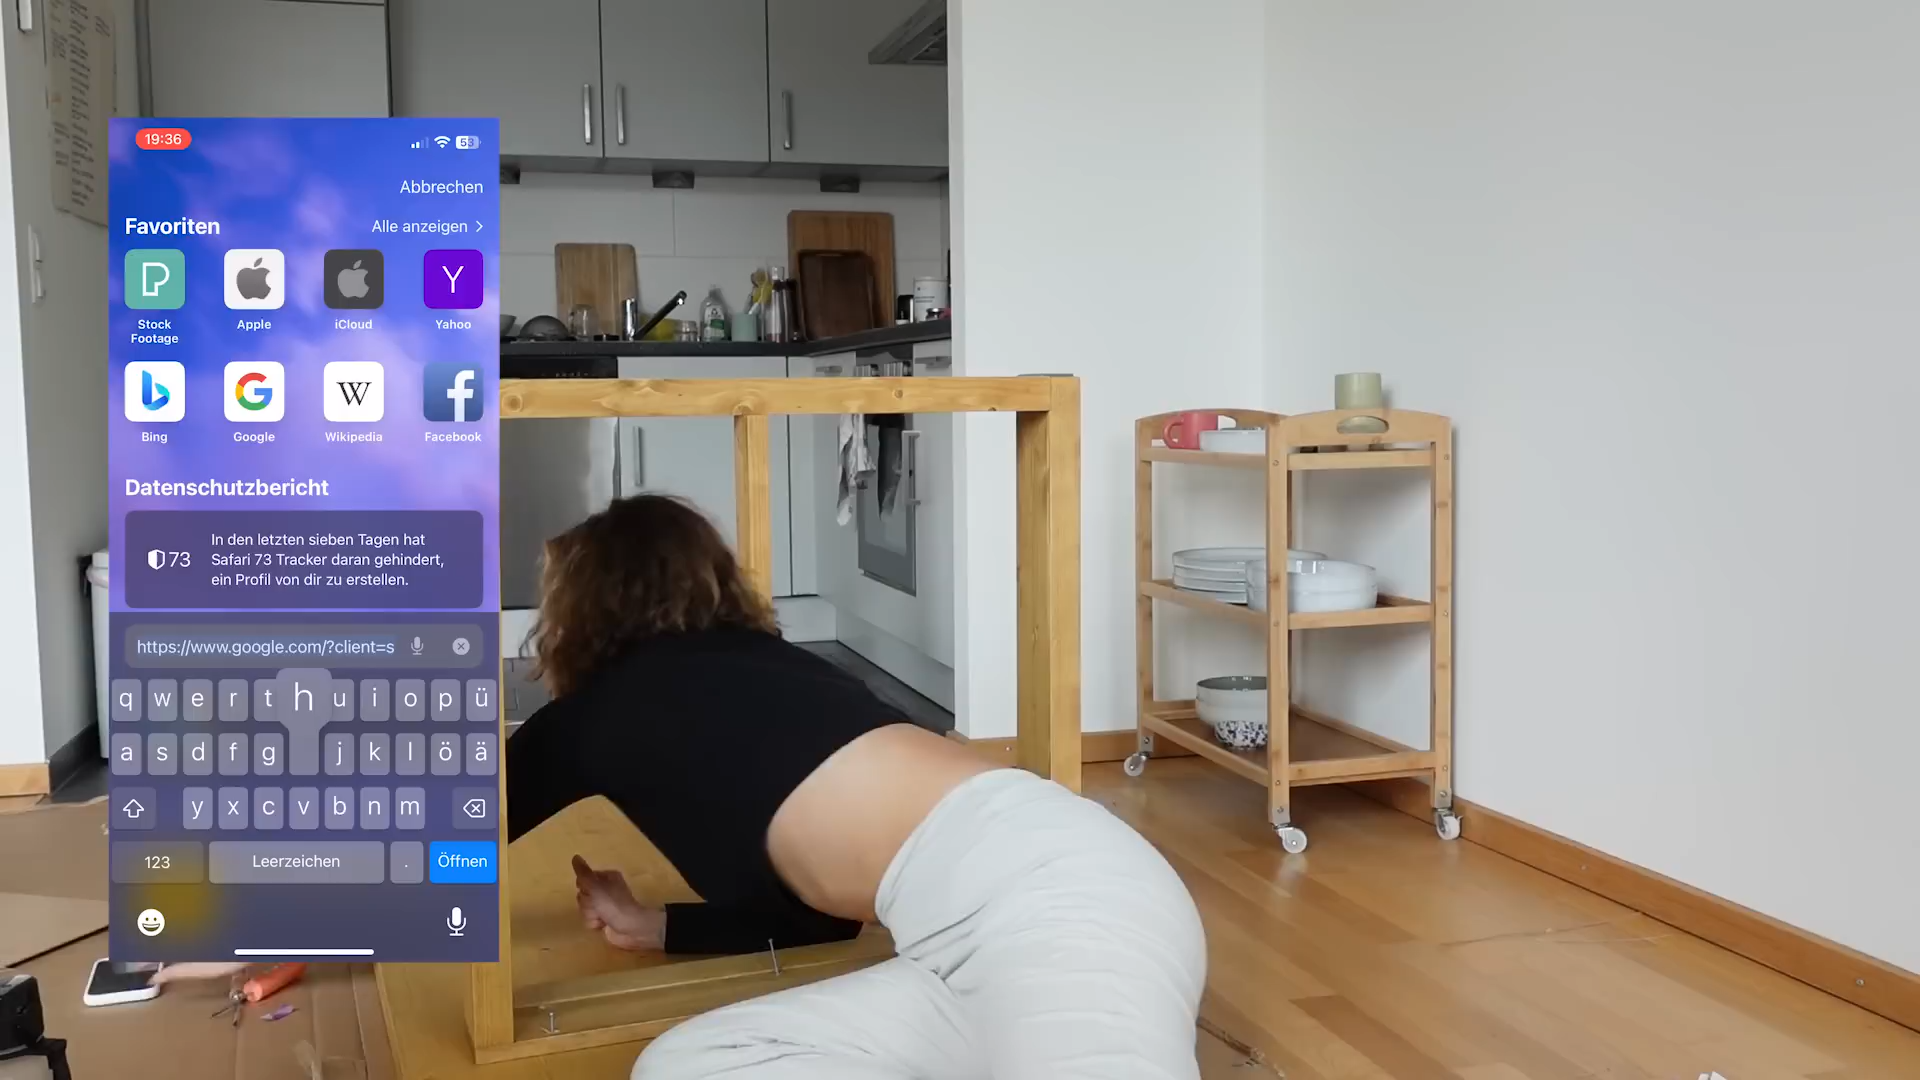 19:36
53
Abbrechen
Favoriten
Alle anzeigen
Stock
Footage
Apple
iCloud
Y
Yahoo
Bing
G
Google
W
Wikipedia
f
Facebook
Datenschutzbericht
73
In den letzten sieben Tagen hat
Safari 73 Tracker daran gehindert,
ein Profil von dir zu erstellen.
https://www.google.com/?client=s
q w e r t h u i o p ü
a s d f g j k l ö ä
y x c v b n m
123 Leerzeichen . Öffnen